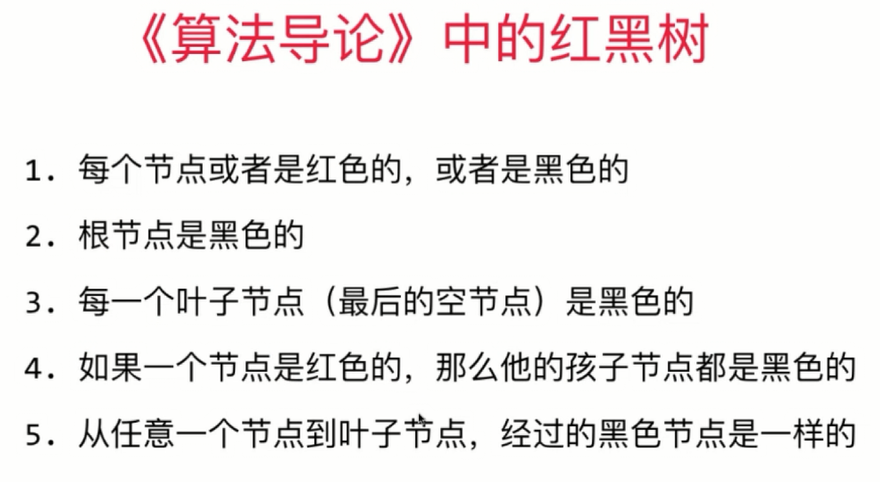 《算法导论》中的红黑树
1. 每个节点或者是红色的，或者是黑色的
2. 根节点是黑色的
3. 每一个叶子节点（最后的空节点）是黑色的
4. 如果一个节点是红色的，那么他的孩子节点都是黑色的
5. 从任意一个节点到叶子节点，经过的黑色节点是一样的